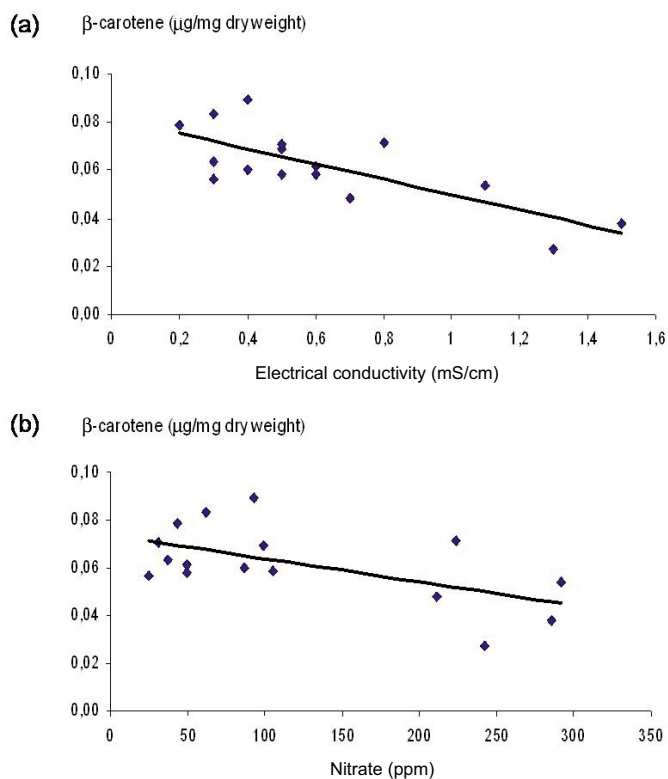 (a)
β-carotene (µg/mg dry weight)
0,10
0,08
0,06
0,04
0,02
0,00
0 0,2 0,4 0,6 0,8 1 1,2 1,4 1,6
Electrical conductivity (mS/cm)
(b)
β-carotene (µg/mg dry weight)
0,10
0,08
0,06
0,04
0,02
0,00
0 50 100 150 200 250 300 350
Nitrate (ppm)